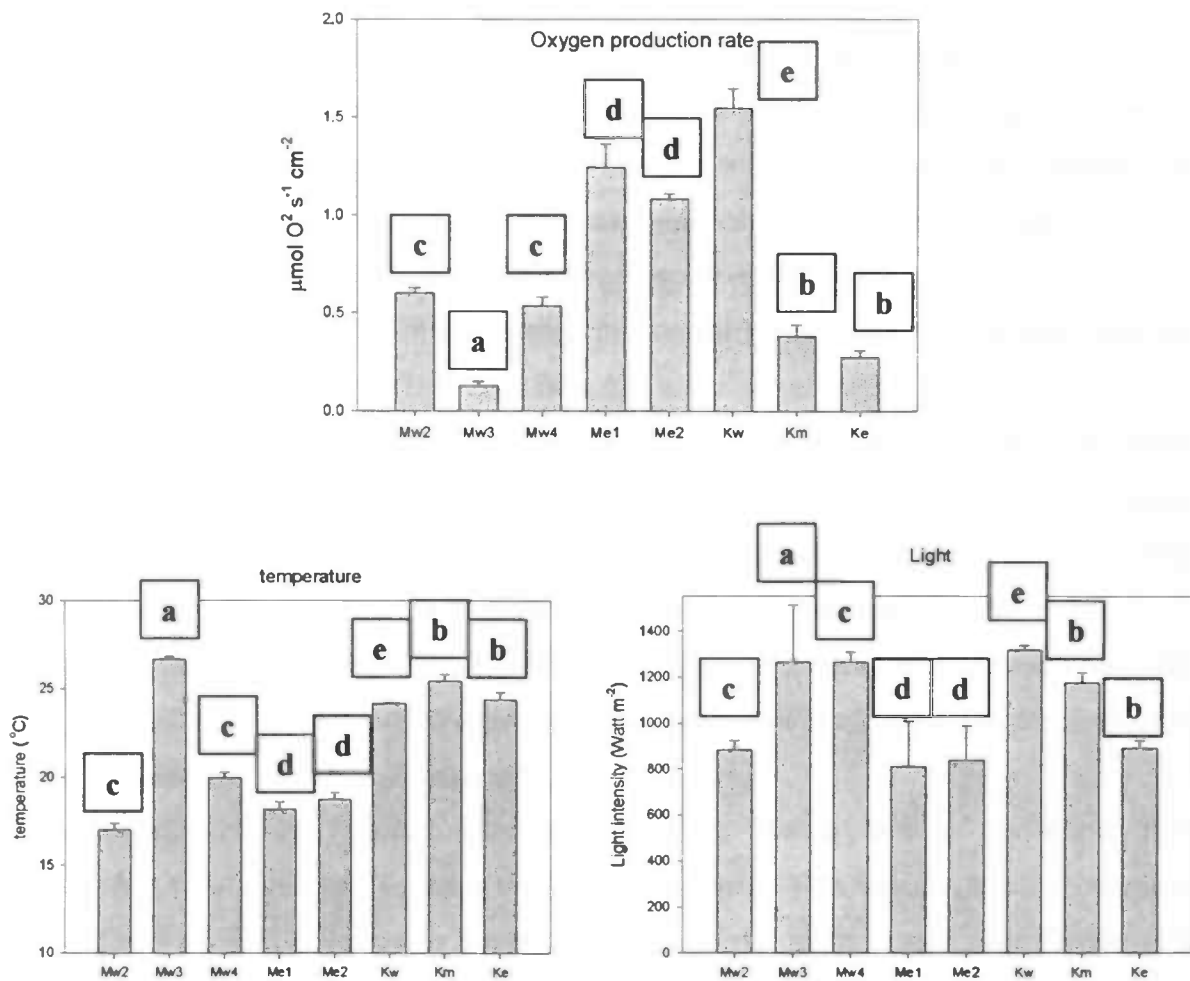 Oxygen production rate
μmol O² s⁻¹ cm⁻²
2.0
1.5
1.0
0.5
0.0
c
a
c
d
d
e
b
b
Mw2 Mw3 Mw4 Me1 Me2 Kw Km Ke
temperature
temperature (°C)
30
25
20
15
10
c
a
c
d
d
e
b
b
Mw2 Mw3 Mw4 Me1 Me2 Kw Km Ke
Light
Light intensity (Watt m⁻²)
1400
1200
1000
800
600
400
200
0
c
a
c
d
d
e
b
b
Mw2 Mw3 Mw4 Me1 Me2 Kw Km Ke